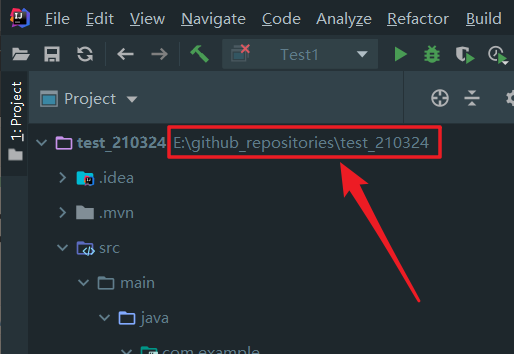 IJ File Edit View Navigate Code Analyze Refactor Build
Test1
1: Project
Project
test_210324 E:\github_repositories\test_210324
.idea
.mvn
src
main
java
com.example